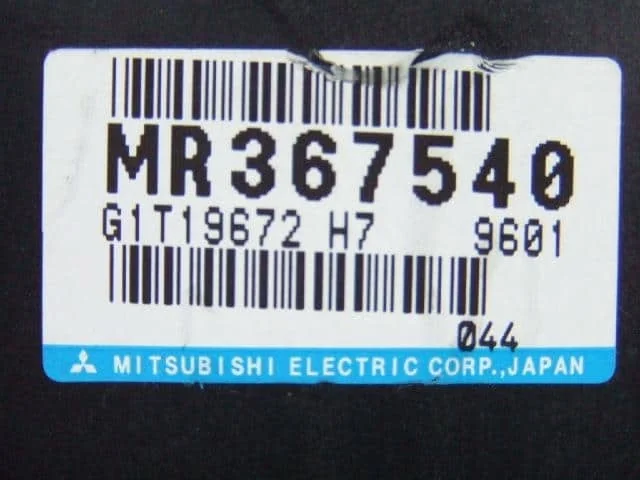 MR367540
G1T19672 H7 9601
044
MITSUBISHI ELECTRIC CORP.,JAPAN